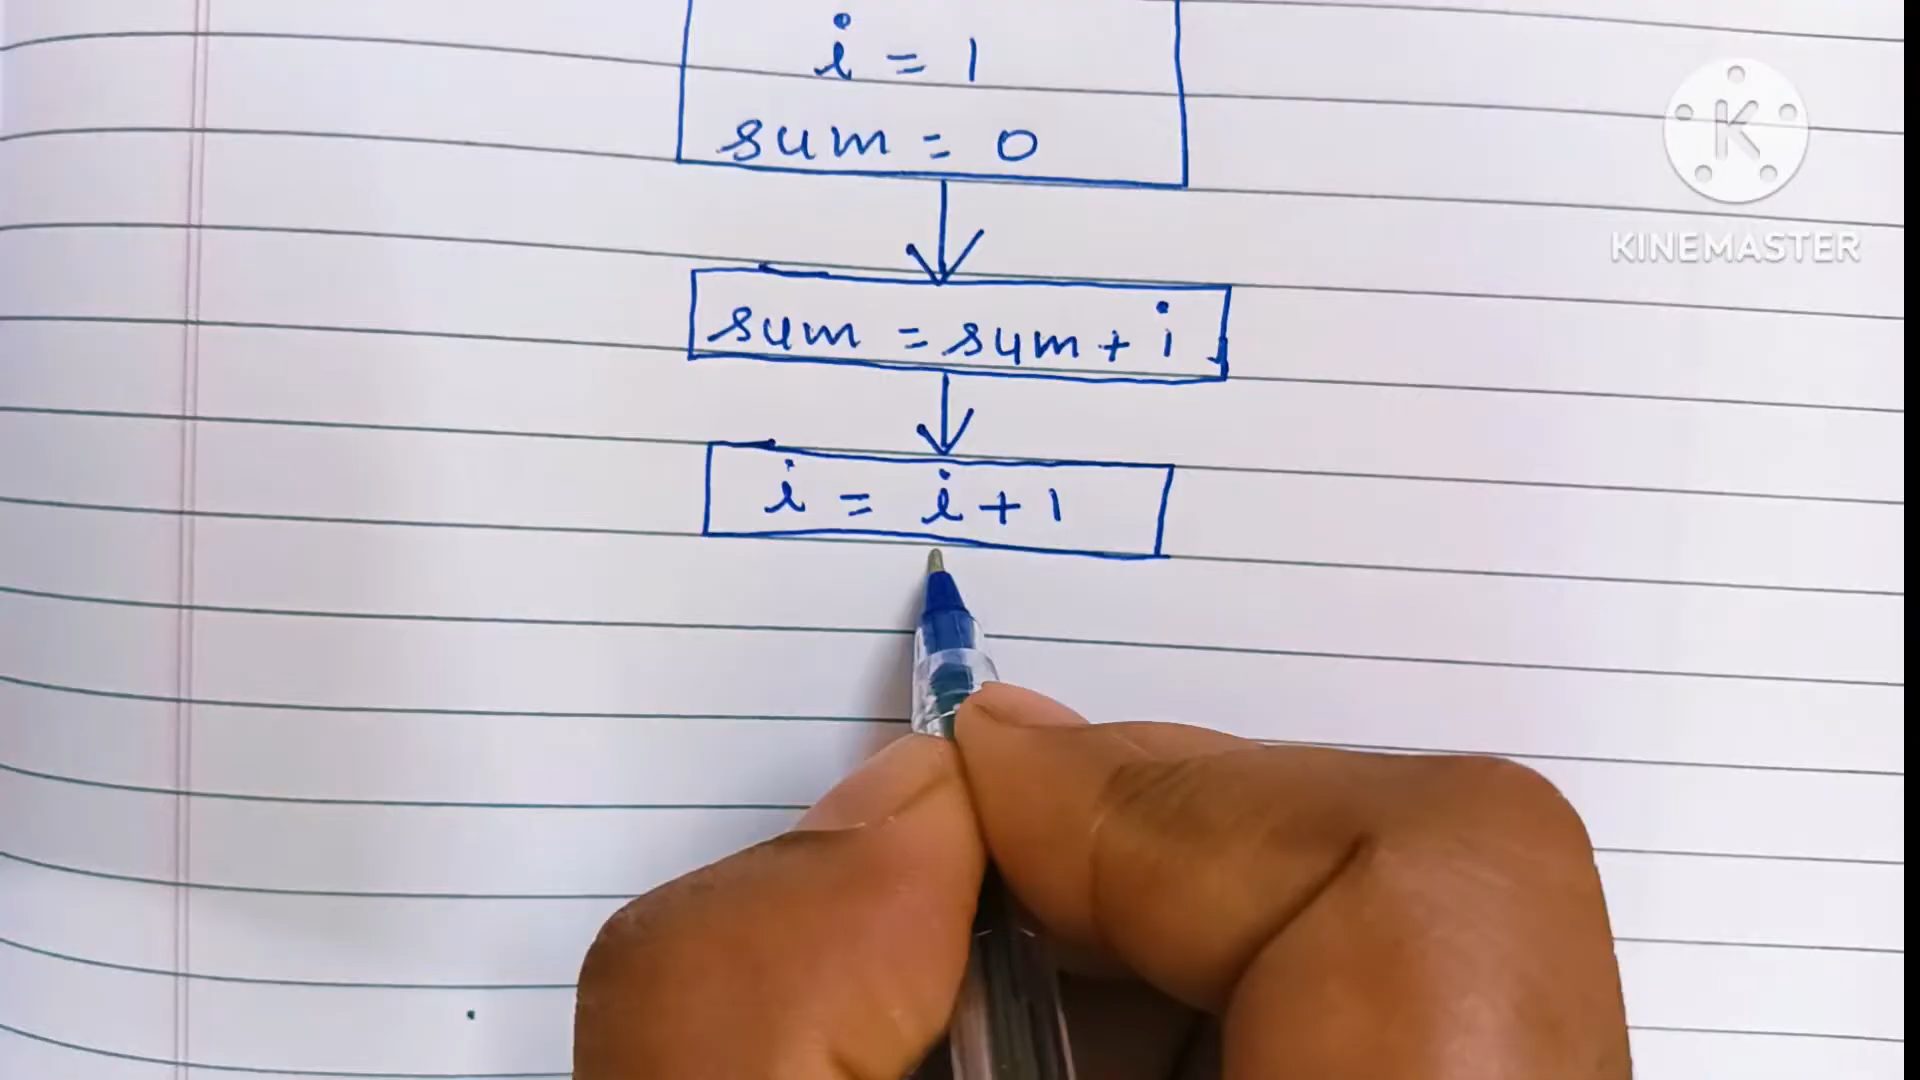 i = 1
sum = 0
sum = sum + i
i = i + 1
K
KINEMASTER